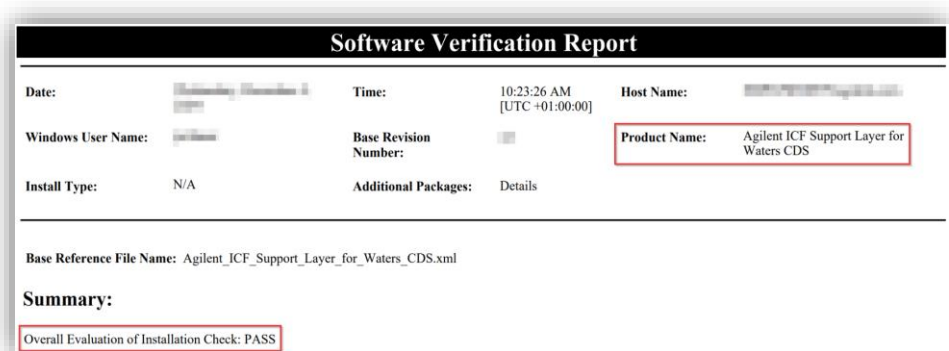 Software Verification Report
Date: Time: 10:23:26 AM Host Name:
[UTC +01:00:00]
Windows User Name: Base Revision Product Name: Agilent ICF Support Layer for
Number: Waters CDS
Install Type: N/A Additional Packages: Details
Base Reference File Name: Agilent_ICF_Support_Layer_for_Waters_CDS.xml
Summary:
Overall Evaluation of Installation Check: PASS